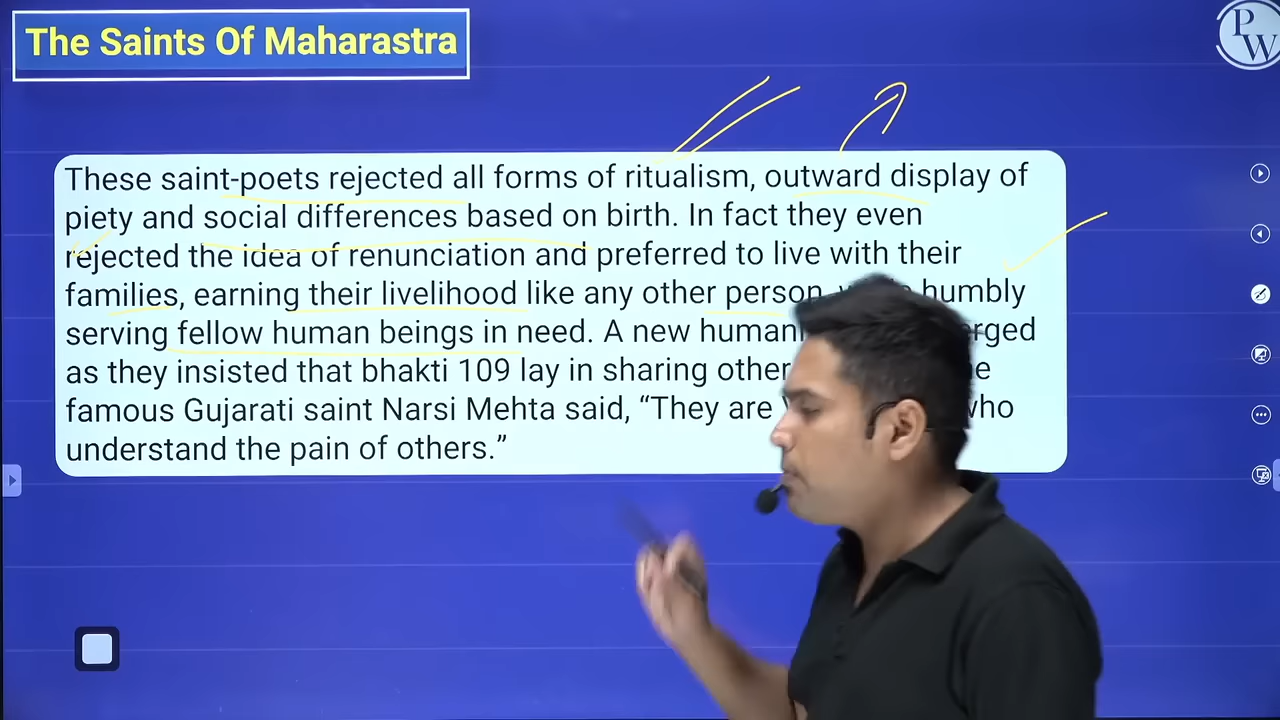 The Saints Of Maharastra
PW
These saint-poets rejected all forms of ritualism, outward display of
piety and social differences based on birth. In fact they even
rejected the idea of renunciation and preferred to live with their
families, earning their livelihood like any other person, humbly
serving fellow human beings in need. A new
as they insisted that bhakti 109 lay in sharing
famous Gujarati saint Narsi Mehta said, “They are who
understand the pain of others.”